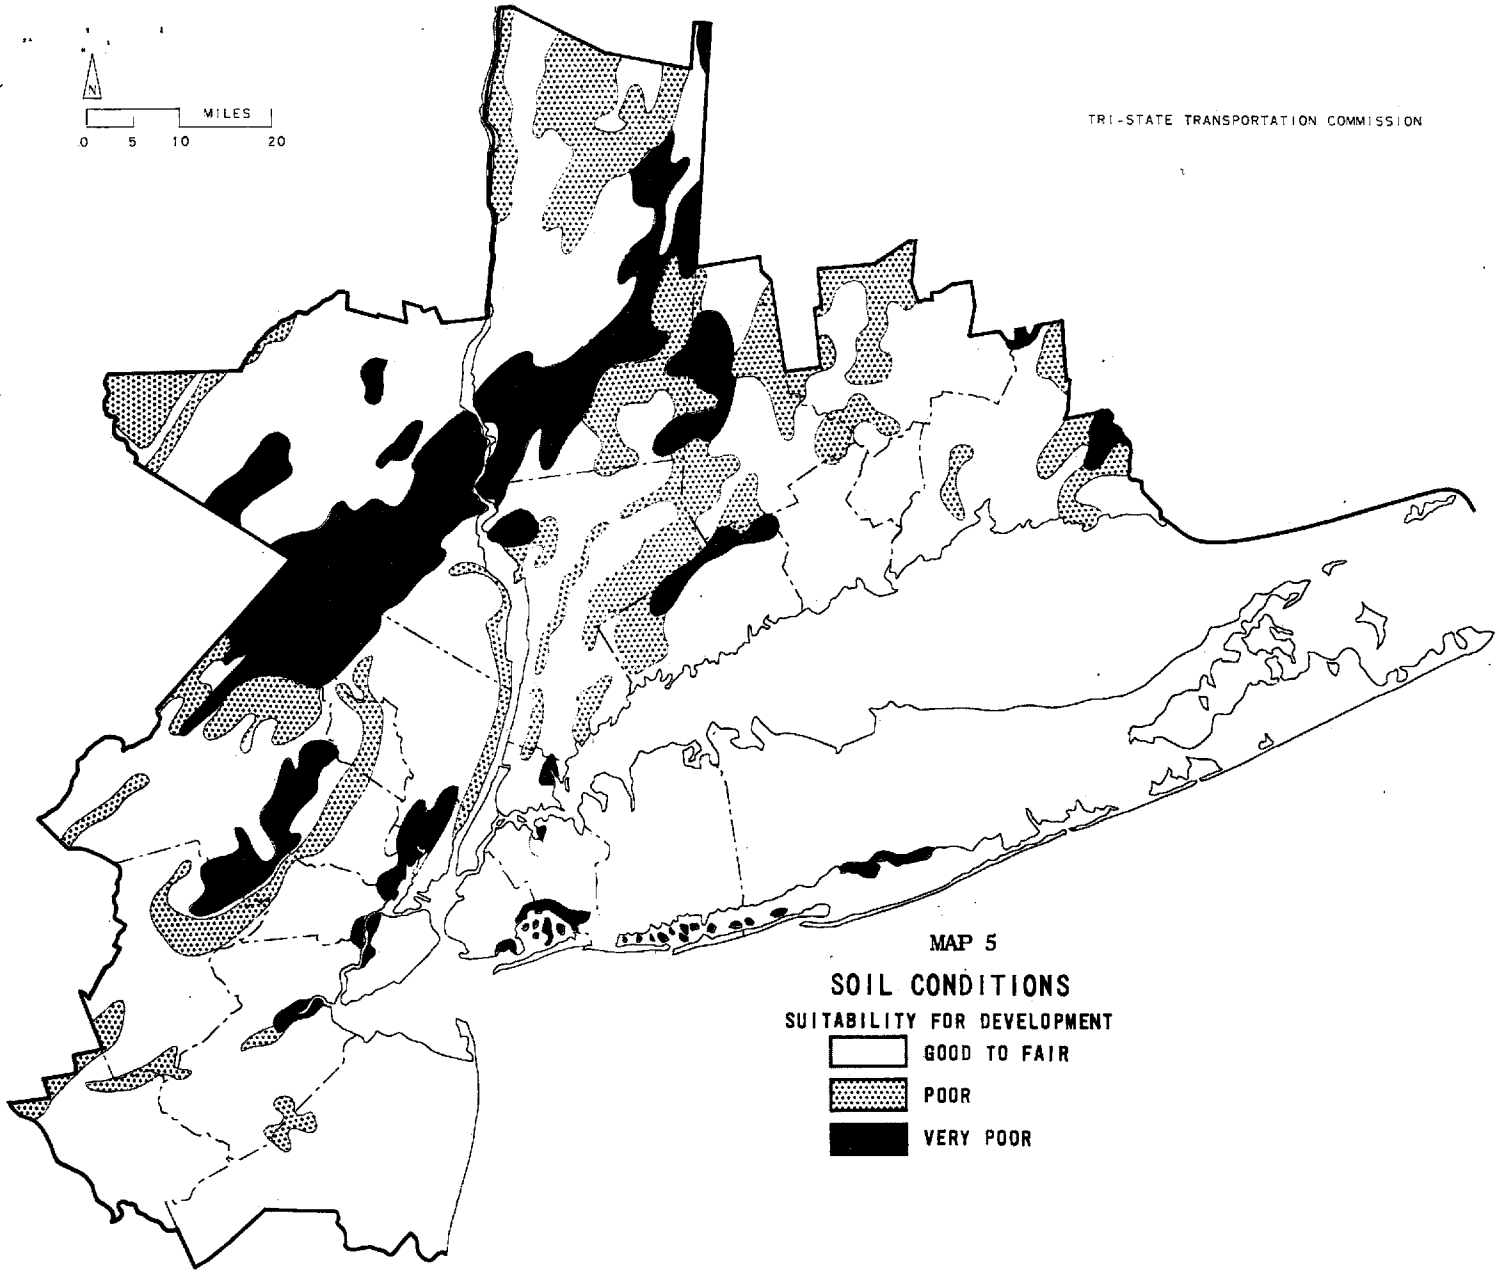 N
MILES
0 5 10 20
TRI-STATE TRANSPORTATION COMMISSION
MAP 5
SOIL CONDITIONS
SUITABILITY FOR DEVELOPMENT
GOOD TO FAIR
POOR
VERY POOR